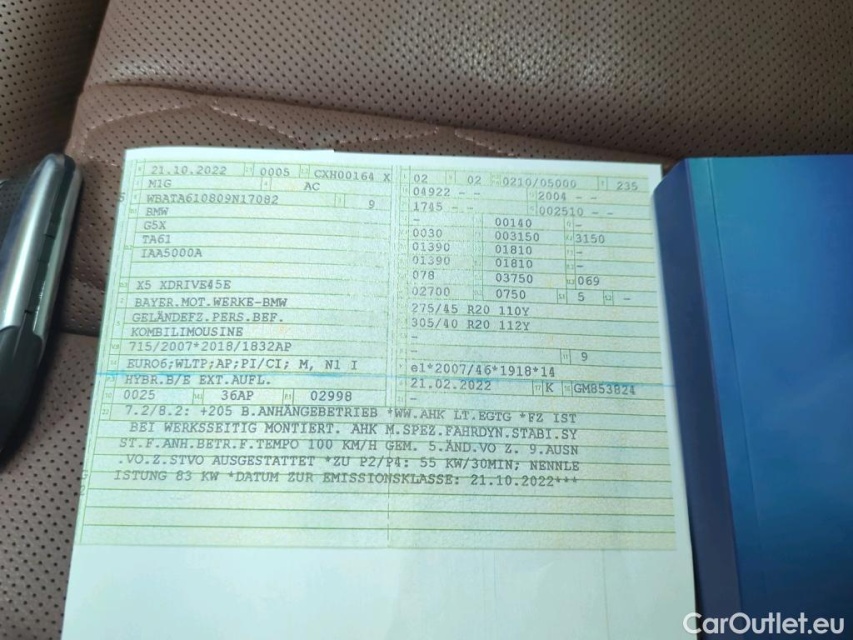 21.10.2022 0005 CXH00164 X
M1G AC
WBATA610809N17082 9
BMW
G5X
TA61
IAA5000A
X5 XDRIVE45E
BAYER.MOT.WERKE-BMW
GELÄNDEFZ.PERS.BEF.
KOMBILIMOUSINE
715/2007*2018/1832AP
EURO6;WLTP;AP;PI/CI; M, N1 I
HYBR.B/E EXT.AUFL.
0025 36AP 02998
02 02 0210/05000 235
04922 - - 2004 - -
1745 - - 002510 - -
- 00140 -
0030 003150 3150
01390 01810 -
01390 01810 -
078 03750 069
02700 0750 5 -
275/45 R20 110Y
305/40 R20 112Y
-
- 9
e1*2007/46*1918*14
21.02.2022 K GM853824
-
7.2/8.2: +205 B.ANHÄNGEBETRIEB *WW.AHK LT.EGTG *FZ IST
BEI WERKSSEITIG MONTIERT. AHK M.SPEZ.FAHRDYN.STABI.SY
ST.F.ANH.BETR.F.TEMPO 100 KM/H GEM. 5.ÄND.VO Z. 9.AUSN
.VO.Z.STVO AUSGESTATTET *ZU P2/P4: 55 KW/30MIN; NENNLE
ISTUNG 83 KW *DATUM ZUR EMISSIONSKLASSE: 21.10.2022***
CarOutlet.eu